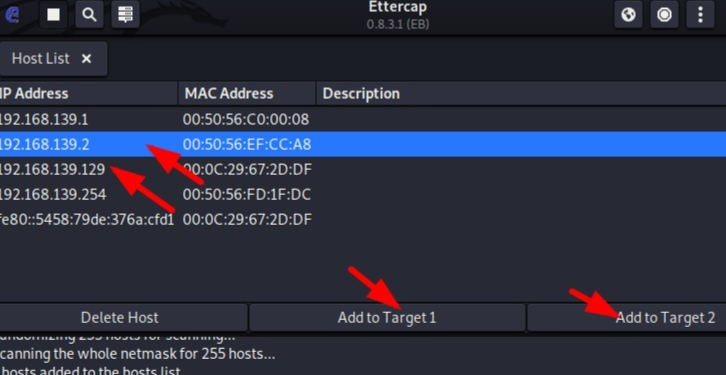 Ettercap
0.8.3.1 (EB)
Host List ×
IP Address MAC Address Description
192.168.139.1 00:50:56:C0:00:08
192.168.139.2 00:50:56:EF:CC:A8
192.168.139.129 00:0C:29:67:2D:DF
192.168.139.254 00:50:56:FD:1F:DC
fe80::5458:79de:376a:cfd1 00:0C:29:67:2D:DF
Delete Host Add to Target 1 Add to Target 2
255 hosts for scanning...
canning the whole netmask for 255 hosts...
hosts added to the hosts list